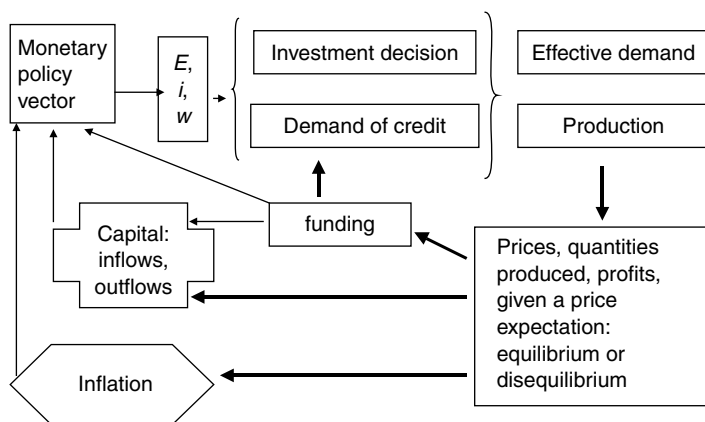 Monetary
policy
vector
E,
i,
w
Investment decision
Demand of credit
Effective demand
Production
funding
Capital:
inflows,
outflows
Prices, quantities
produced, profits,
given a price
expectation:
equilibrium or
disequilibrium
Inflation